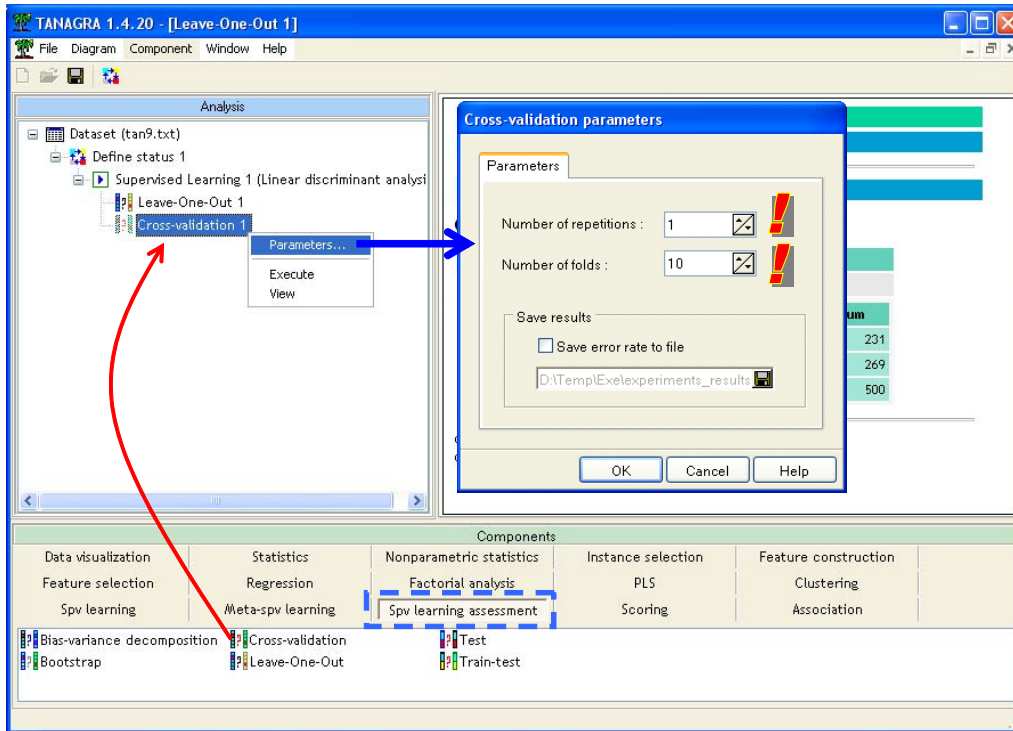 TANAGRA 1.4.20 - [Leave-One-Out 1]
File Diagram Component Window Help
Analysis
Dataset (tan9.txt)
Define status 1
Supervised Learning 1 (Linear discriminant analysi
Leave-One-Out 1
Cross-validation 1
Parameters...
Execute
View
Cross-validation parameters
Parameters
Number of repetitions : 1
Number of folds : 10
Save results
Save error rate to file
D:\Temp\Exe\experiments_results
OK Cancel Help
um
231
269
500
Components
Data visualization Statistics Nonparametric statistics Instance selection Feature construction
Feature selection Regression Factorial analysis PLS Clustering
Spv learning Meta-spv learning Spv learning assessment Scoring Association
Bias-variance decomposition Cross-validation Test
Bootstrap Leave-One-Out Train-test